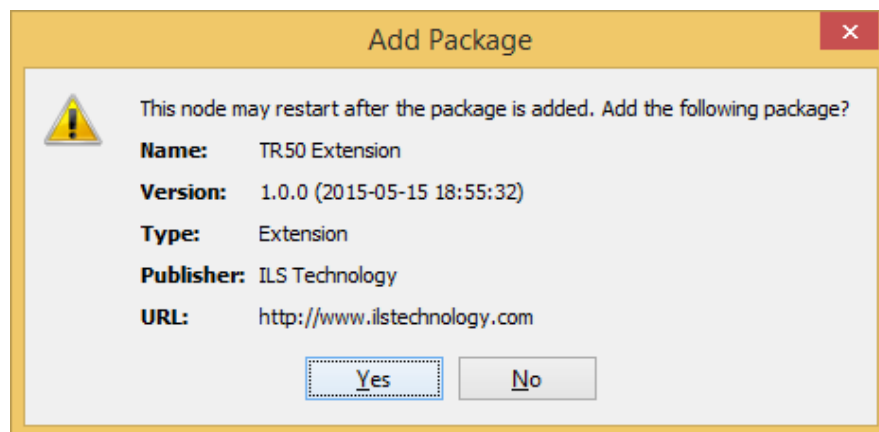 Add Package
This node may restart after the package is added. Add the following package?
Name: TR50 Extension
Version: 1.0.0 (2015-05-15 18:55:32)
Type: Extension
Publisher: ILS Technology
URL: http://www.ilstechnology.com
Yes No